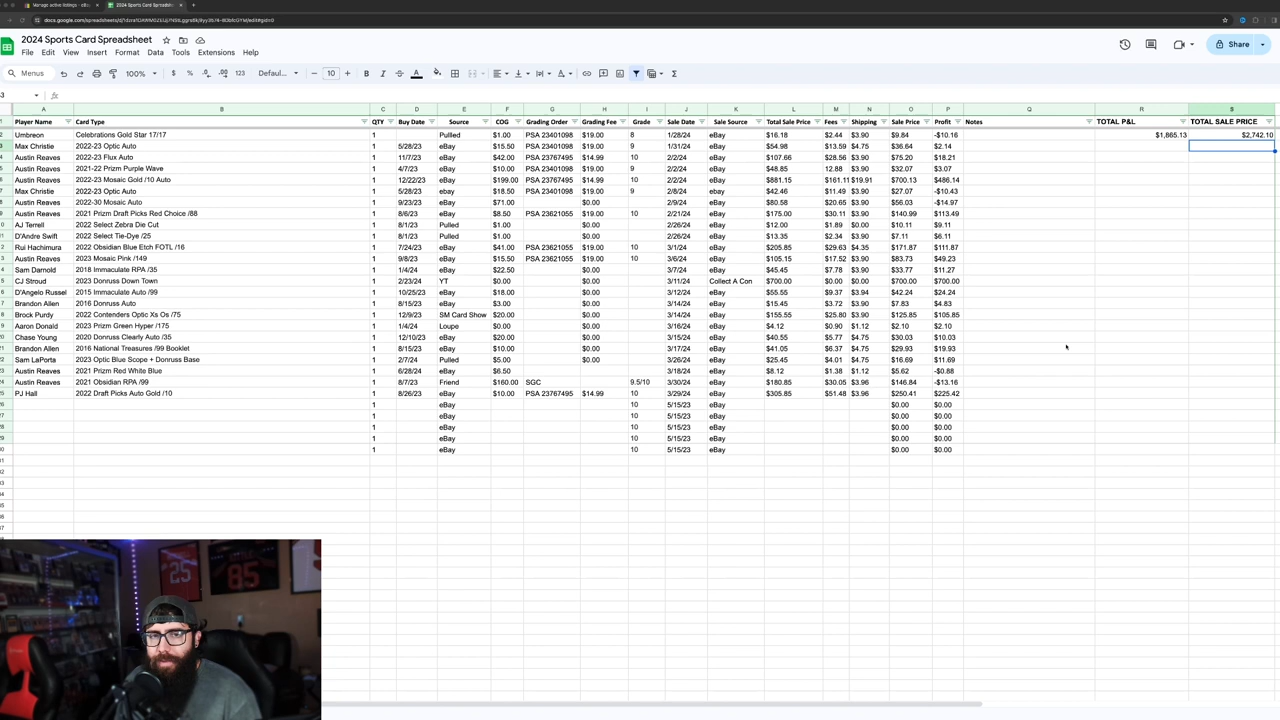 Manage active listings - eBa
2024 Sports Card Spreadsheet
2024 Sports Card Spreadsheet
File Edit View Insert Format Data Tools Extensions Help
Share
Menus 100% $ % .0 .00 123 Defaul... 10
A B C D E F G H I J K L M N O P Q R S
Player Name Card Type QTY Buy Date Source COG Grading Order Grading Fee Grade Sale Date Sale Source Total Sale Price Fees Shipping Sale Price Profit Notes TOTAL P&L TOTAL SALE PRICE
Umbreon Celebrations Gold Star 17/17 1 Pullled $1.00 PSA 23401098 $19.00 8 1/28/24 eBay $16.18 $2.44 $3.90 $9.84 -$10.16 $1,865.13 $2,742.10
Max Christie 2022-23 Optic Auto 1 5/28/23 eBay $15.50 PSA 23401098 $19.00 9 1/31/24 eBay $54.98 $13.59 $4.75 $36.64 2.14
Austin Reaves 2022-23 Flux Auto 1 11/7/23 eBay $42.00 PSA 23767495 $14.99 10 2/2/24 eBay $107.66 $28.56 $3.90 $75.20 $18.21
Austin Reaves 2021-22 Prizm Purple Wave 1 4/7/23 eBay $10.00 PSA 23401098 $19.00 9 2/2/24 eBay $48.85 12.88 $3.90 $32.07 $3.07
Austin Reaves 2022-23 Mosaic Gold /10 Auto 1 12/22/23 eBay $199.00 PSA 23767495 $14.99 10 2/2/24 eBay $881.15 $161.11 $19.91 $700.13 $486.14
Max Christie 2022-23 Optic Auto 1 5/28/23 ebay $18.50 PSA 23401098 $19.00 9 2/8/24 ebay $42.46 $11.49 $3.90 $27.07 -$10.43
Austin Reaves 2022-30 Mosaic Auto 1 9/23/23 eBay $71.00 $0.00 2/9/24 eBay $80.58 $20.65 $3.90 $56.03 -$14.97
Austin Reaves 2021 Prizm Draft Picks Red Choice /88 1 8/6/23 eBay $8.50 PSA 23621055 $19.00 10 2/21/24 eBay $175.00 $30.11 $3.90 $140.99 $113.49
AJ Terrell 2022 Select Zebra Die Cut 1 8/1/23 Pulled $1.00 $0.00 2/26/24 eBay $12.00 $1.89 $0.00 $10.11 $9.11
D'Andre Swift 2022 Select Tie-Dye /25 1 8/1/23 Pulled $1.00 $0.00 2/26/24 eBay $13.35 $2.34 $3.90 $7.11 $6.11
Rui Hachimura 2022 Obsidian Blue Etch FOTL /16 1 7/24/23 eBay $41.00 PSA 23621055 $19.00 10 3/1/24 eBay $205.85 $29.63 $4.35 $171.87 $111.87
Austin Reaves 2023 Mosaic Pink /149 1 9/8/23 eBay $15.50 PSA 23621055 $19.00 10 3/6/24 eBay $105.15 $17.52 $3.90 $83.73 $49.23
Sam Darnold 2018 Immaculate RPA /35 1 1/4/24 eBay $22.50 $0.00 3/7/24 eBay $45.45 $7.78 $3.90 $33.77 $11.27
CJ Stroud 2023 Donruss Down Town 1 2/23/24 YT $0.00 $0.00 3/11/24 Collect A Con $700.00 $0.00 $0.00 $700.00 $700.00
D'Angelo Russel 2015 Immaculate Auto /99 1 10/25/23 eBay $18.00 $0.00 3/12/24 eBay $55.55 $9.37 $3.94 $42.24 $24.24
Brandon Allen 2016 Donruss Auto 1 8/15/23 eBay $3.00 $0.00 3/14/24 eBay $15.45 $3.72 $3.90 $7.83 $4.83
Brock Purdy 2022 Contenders Optic Xs Os /75 1 12/9/23 SM Card Show $20.00 $0.00 3/14/24 eBay $155.55 $25.80 $3.90 $125.85 $105.85
Aaron Donald 2023 Prizm Green Hyper /175 1 1/4/24 Loupe $0.00 $0.00 3/16/24 eBay $4.12 $0.90 $1.12 $2.10 $2.10
Chase Young 2020 Donruss Clearly Auto /35 1 12/10/23 eBay $20.00 $0.00 3/14/24 eBay $40.55 $5.77 $4.75 $30.03 $10.03
Brandon Allen 2016 National Treasures /99 Booklet 1 8/15/23 eBay $10.00 $0.00 3/17/24 eBay $41.05 $6.37 $4.75 $29.93 $19.93
Sam LaPorta 2023 Optic Blue Scope + Donruss Base 1 2/7/24 Pulled $5.00 $0.00 3/26/24 eBay $25.45 $4.01 $4.75 $16.69 $11.69
Austin Reaves 2021 Prizm Red White Blue 1 6/28/24 eBay $6.50 3/18/24 eBay $8.12 $1.38 $1.12 $5.62 -$0.88
Austin Reaves 2021 Obsidian RPA /99 1 8/7/23 Friend $160.00 SGC 9.5/10 3/30/24 eBay $180.85 $30.05 $3.96 $146.84 -$13.16
PJ Hall 2022 Draft Picks Auto Gold /10 1 8/26/23 eBay $10.00 PSA 23767495 $14.99 10 3/29/24 eBay $305.85 $51.48 $3.96 $250.41 $225.42
1 eBay 10 5/15/23 eBay $0.00 $0.00
1 eBay 10 5/15/23 eBay $0.00 $0.00
1 eBay 10 5/15/23 eBay $0.00 $0.00
1 eBay 10 5/15/23 eBay $0.00 $0.00
1 eBay 10 5/15/23 eBay $0.00 $0.00
25 85